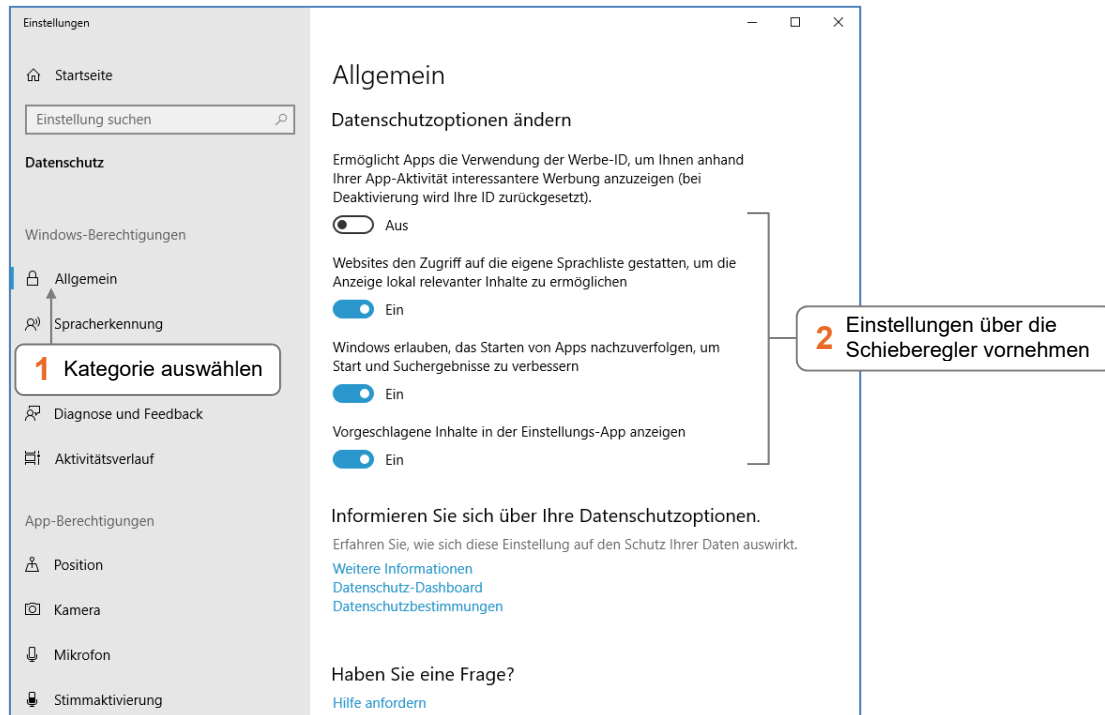 Einstellungen
Startseite
Einstellung suchen
Datenschutz
Windows-Berechtigungen
Allgemein
Spracherkennung
1 Kategorie auswählen
Diagnose und Feedback
Aktivitätsverlauf
App-Berechtigungen
Position
Kamera
Mikrofon
Stimmaktivierung
Allgemein
Datenschutzoptionen ändern
Ermöglicht Apps die Verwendung der Werbe-ID, um Ihnen anhand
Ihrer App-Aktivität interessantere Werbung anzuzeigen (bei
Deaktivierung wird Ihre ID zurückgesetzt).
Aus
Websites den Zugriff auf die eigene Sprachliste gestatten, um die
Anzeige lokal relevanter Inhalte zu ermöglichen
Ein
Windows erlauben, das Starten von Apps nachzuverfolgen, um
Start und Suchergebnisse zu verbessern
Ein
Vorgeschlagene Inhalte in der Einstellungs-App anzeigen
Ein
Informieren Sie sich über Ihre Datenschutzoptionen.
Erfahren Sie, wie sich diese Einstellung auf den Schutz Ihrer Daten auswirkt.
Weitere Informationen
Datenschutz-Dashboard
Datenschutzbestimmungen
Haben Sie eine Frage?
Hilfe anfordern
2 Einstellungen über die
Schieberegler vornehmen